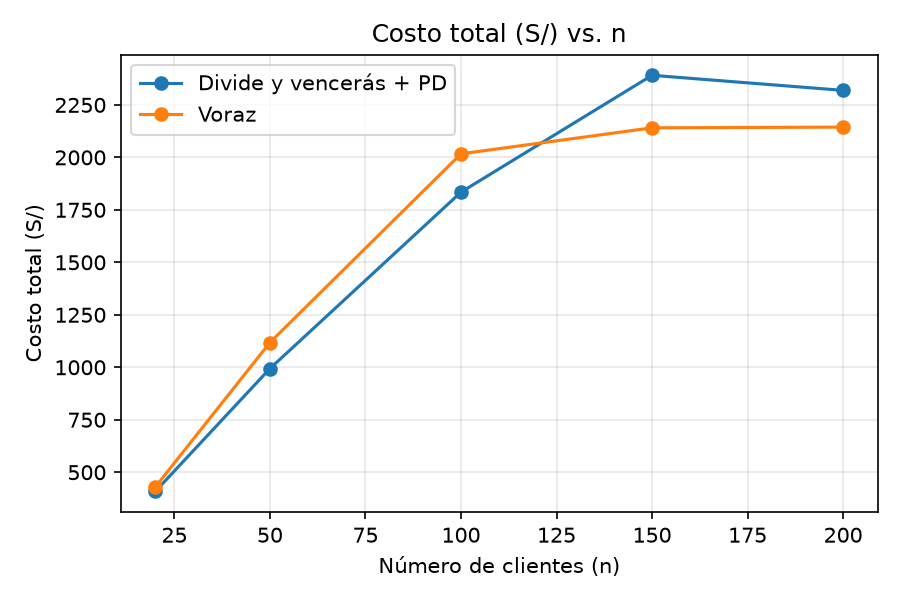 Costo total (S/) vs. n
Divide y vencerás + PD
Voraz
Costo total (S/)
2250
2000
1750
1500
1250
1000
750
500
25 50 75 100 125 150 175 200
Número de clientes (n)